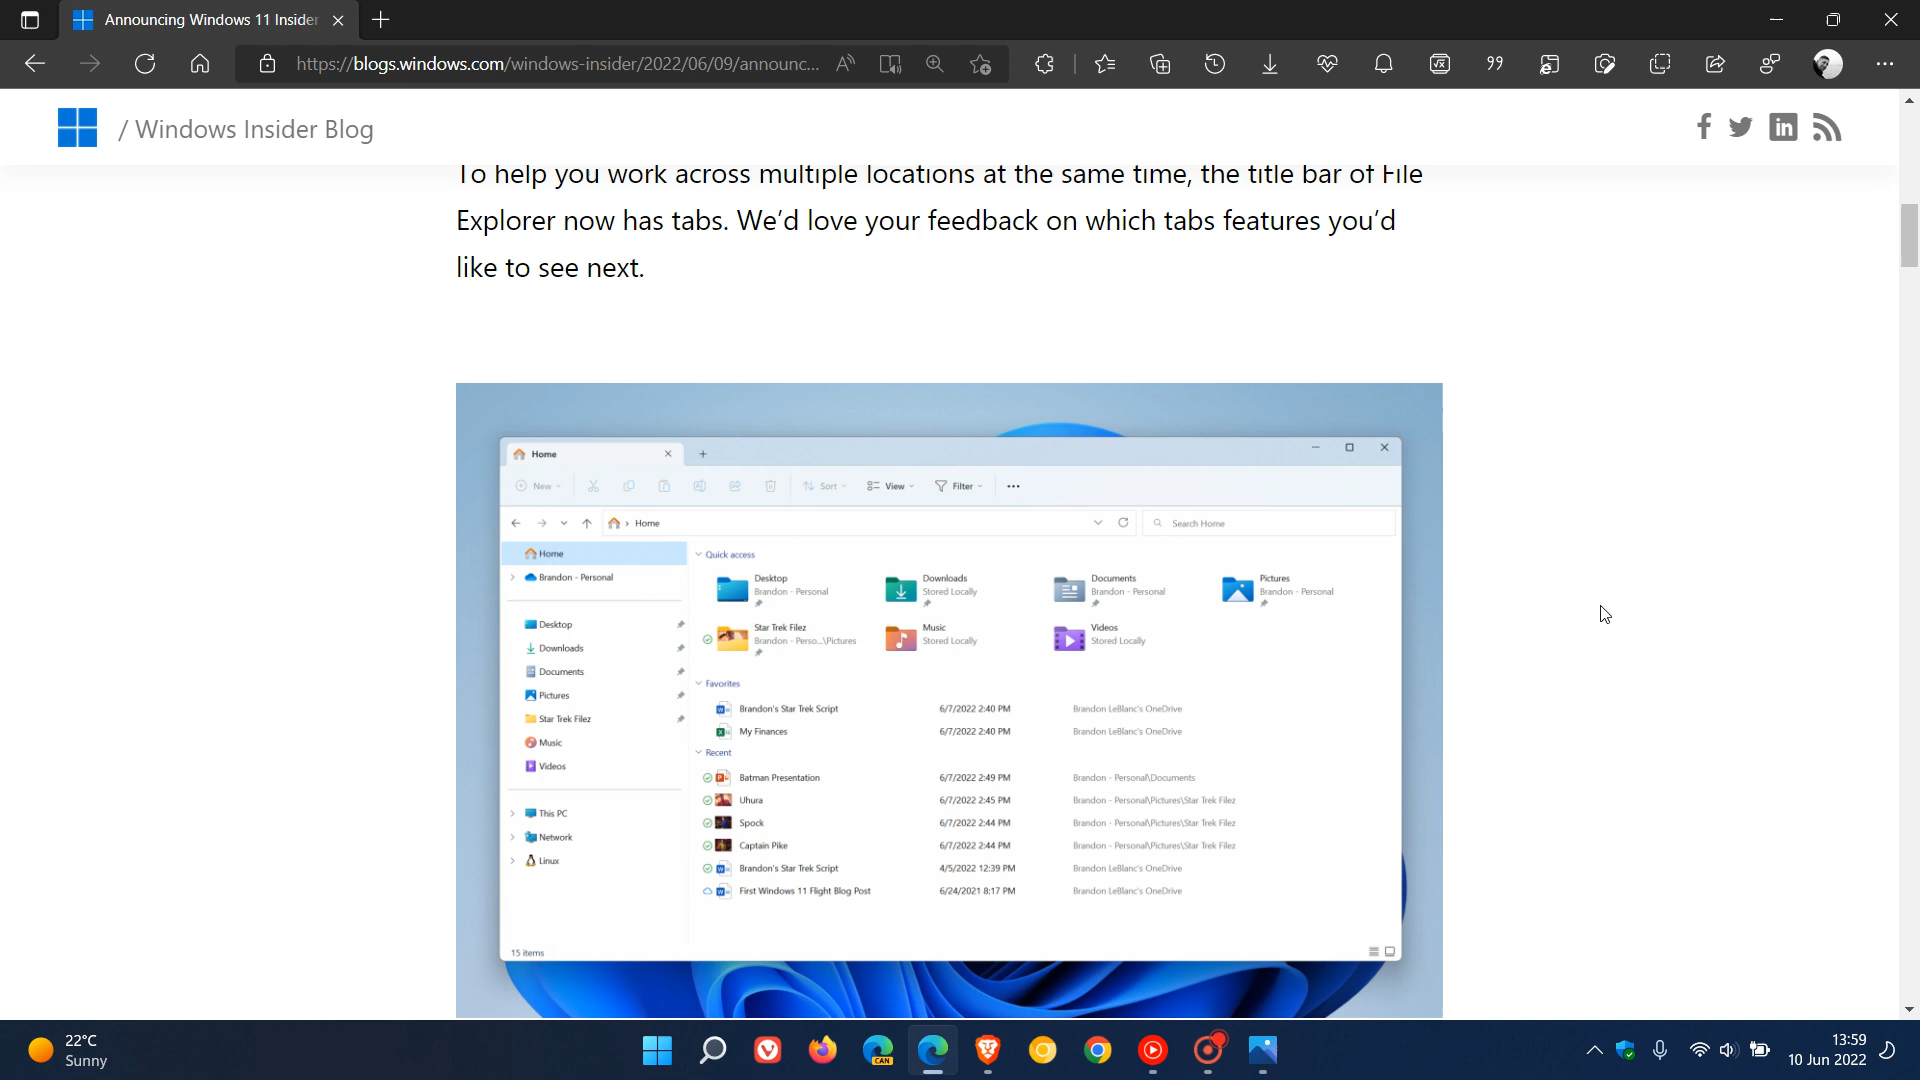 Announcing Windows 11 Insider
https://blogs.windows.com/windows-insider/2022/06/09/announc...
/ Windows Insider Blog
To help you work across multiple locations at the same time, the title bar of File
Explorer now has tabs. We'd love your feedback on which tabs features you'd
like to see next.
Home
New
Sort
View
Filter
Home
Search Home
Home
Brandon - Personal
Desktop
Downloads
Documents
Pictures
Star Trek Filez
Music
Videos
This PC
Network
Linux
Quick access
Desktop
Brandon - Personal
Downloads
Stored Locally
Documents
Brandon - Personal
Pictures
Brandon - Personal
Star Trek Filez
Brandon - Perso...\Pictures
Music
Stored Locally
Videos
Stored Locally
Favorites
Brandon's Star Trek Script 6/7/2022 2:40 PM Brandon LeBlanc's OneDrive
My Finances 6/7/2022 2:40 PM Brandon LeBlanc's OneDrive
Recent
Batman Presentation 6/7/2022 2:49 PM Brandon - Personal\Documents
Uhura 6/7/2022 2:45 PM Brandon - Personal\Pictures\Star Trek Filez
Spock 6/7/2022 2:44 PM Brandon - Personal\Pictures\Star Trek Filez
Captain Pike 6/7/2022 2:44 PM Brandon - Personal\Pictures\Star Trek Filez
Brandon's Star Trek Script 4/5/2022 12:39 PM Brandon LeBlanc's OneDrive
First Windows 11 Flight Blog Post 6/24/2021 8:17 PM Brandon LeBlanc's OneDrive
15 items
22°C
Sunny
CAN
13:59
10 Jun 2022